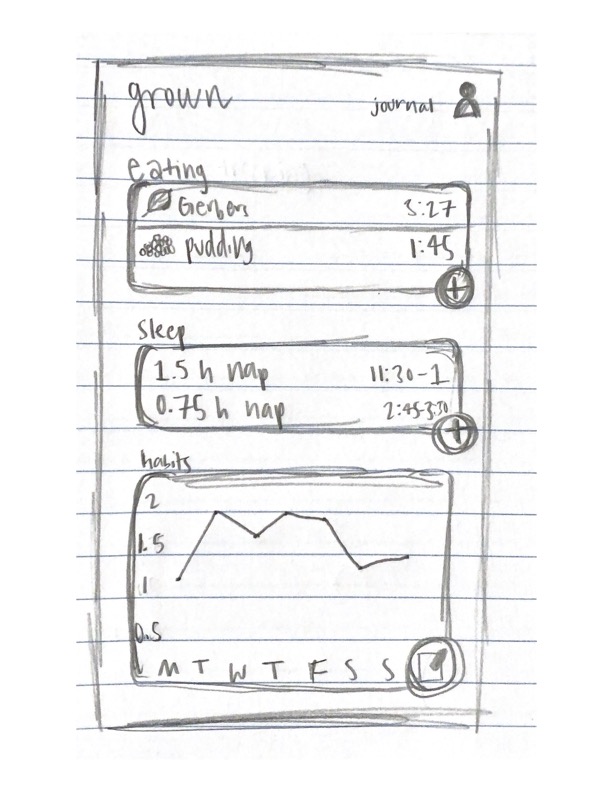 grown
journal
eating
Gerbers 3:27
pudding 1:45
+
sleep
1.5 h nap 11:30-1
0.75 h nap 2:45-3:30
+
habits
2
1.5
1
0.5
M T W T F S S